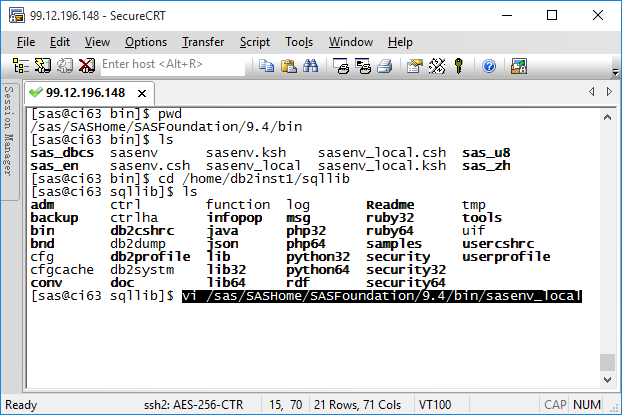 99.12.196.148 - SecureCRT
File Edit View Options Transfer Script Tools Window Help
Enter host <Alt+R>
Session Manager
99.12.196.148
[sas@ci63 bin]$ pwd
/sas/SASHome/SASFoundation/9.4/bin
[sas@ci63 bin]$ ls
sas_dbcs sasenv sasenv.ksh sasenv_local.csh sas_u8
sas_en sasenv.csh sasenv_local sasenv_local.ksh sas_zh
[sas@ci63 bin]$ cd /home/db2inst1/sqllib
[sas@ci63 sqllib]$ ls
adm ctrl function log Readme tmp
backup ctrlha infopop msg ruby32 tools
bin db2cshrc java php32 ruby64 uif
bnd db2dump json php64 samples usercshrc
cfg db2profile lib python32 security userprofile
cfgcache db2systm lib32 python64 security32
conv doc lib64 rdf security64
[sas@ci63 sqllib]$ vi /sas/SASHome/SASFoundation/9.4/bin/sasenv_local
Ready ssh2: AES-256-CTR 15, 70 21 Rows, 71 Cols VT100 CAP NUM